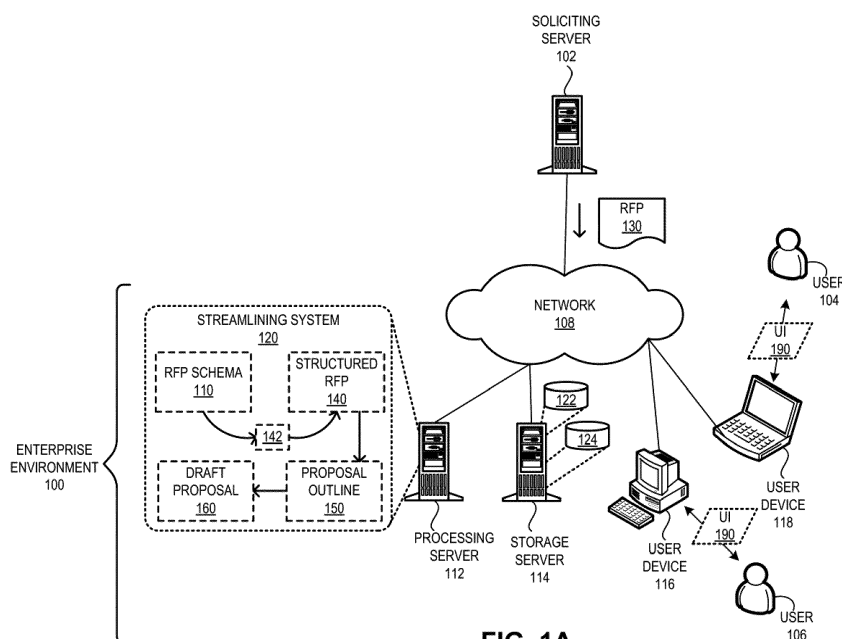 SOLICITING
SERVER
102
RFP
130
USER
104
NETWORK
108
UI
190
STREAMLINING SYSTEM
120
RFP SCHEMA
110
STRUCTURED
RFP
140
142
DRAFT
PROPOSAL
160
PROPOSAL
OUTLINE
150
ENTERPRISE
ENVIRONMENT
100
122
124
PROCESSING
SERVER
112
STORAGE
SERVER
114
USER
DEVICE
116
USER
DEVICE
118
UI
190
USER
106
FIG. 1A